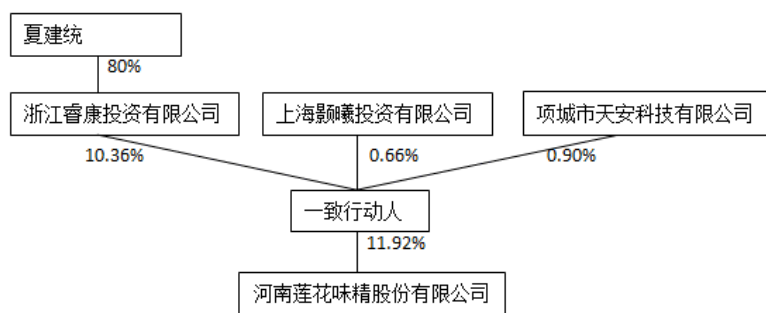 夏建统
80%
浙江睿康投资有限公司
上海颢曦投资有限公司
项城市天安科技有限公司
10.36%
0.66%
0.90%
一致行动人
11.92%
河南莲花味精股份有限公司